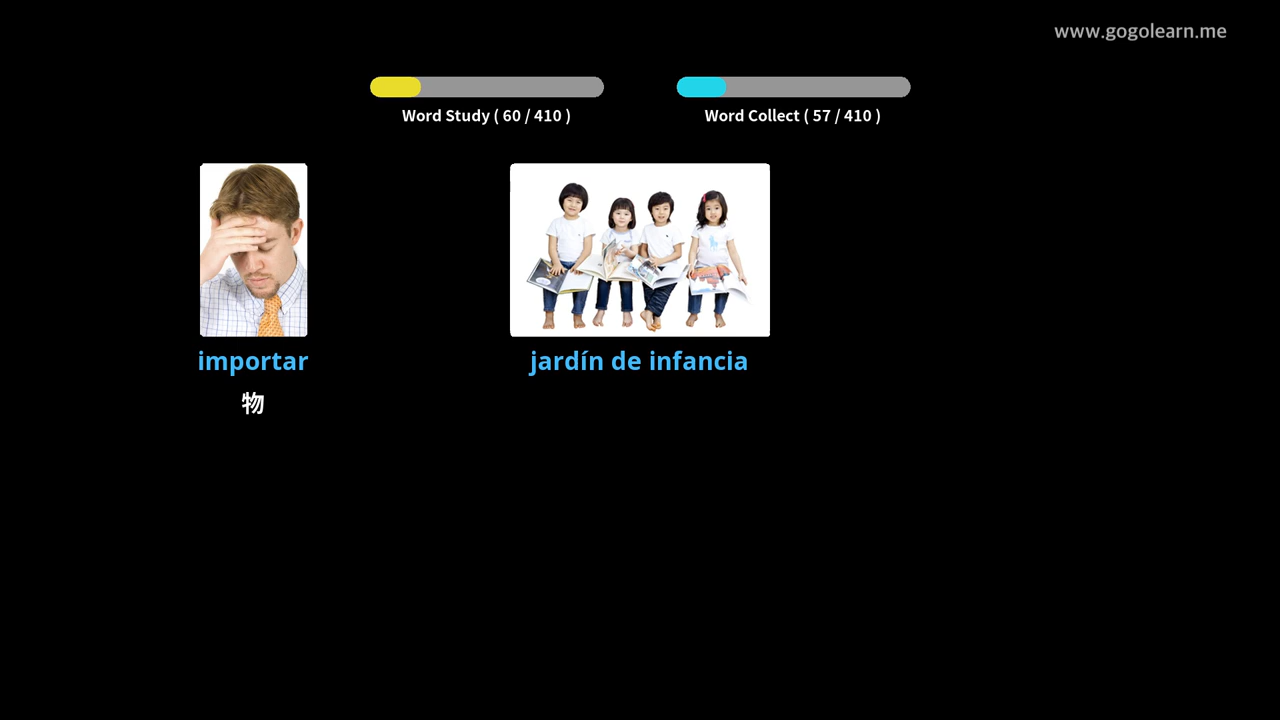 www.gogolearn.me
Word Study ( 60 / 410 )
Word Collect ( 57 / 410 )
importar
jardín de infancia
物